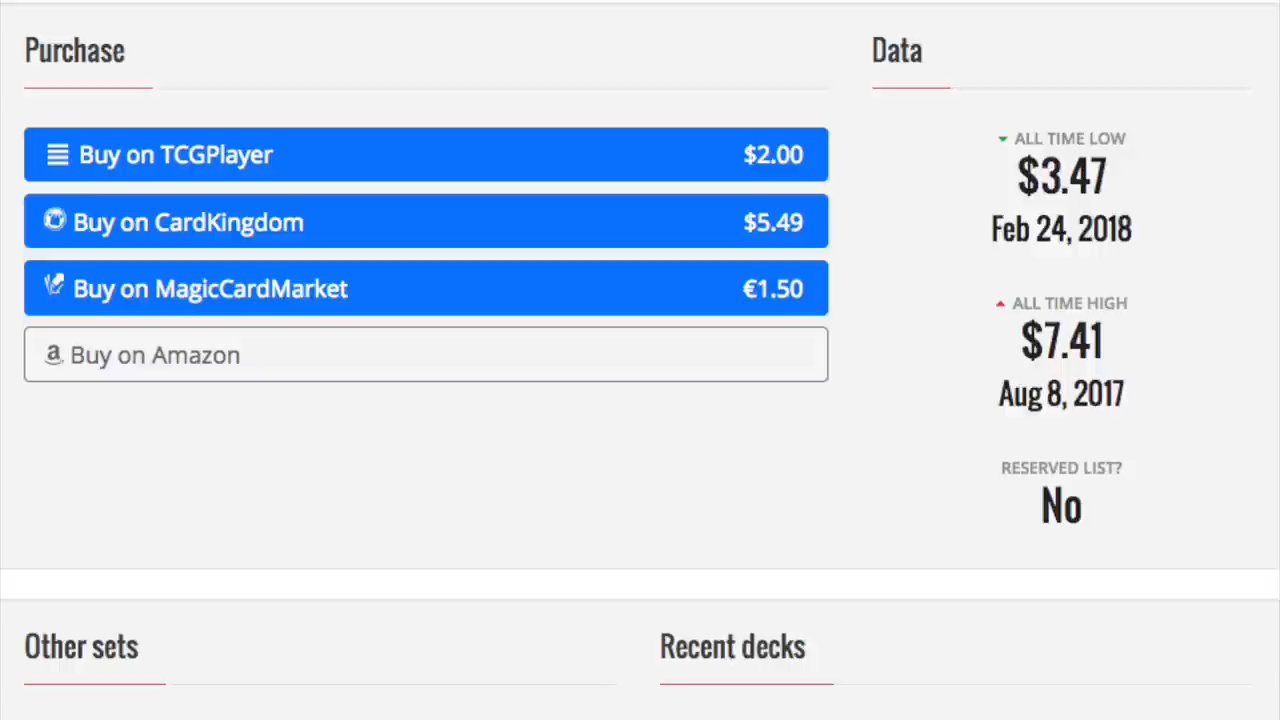 Purchase
Buy on TCGPlayer $2.00
Buy on CardKingdom $5.49
Buy on MagicCardMarket €1.50
Buy on Amazon
Data
ALL TIME LOW
$3.47
Feb 24, 2018
ALL TIME HIGH
$7.41
Aug 8, 2017
RESERVED LIST?
No
Other sets
Recent decks